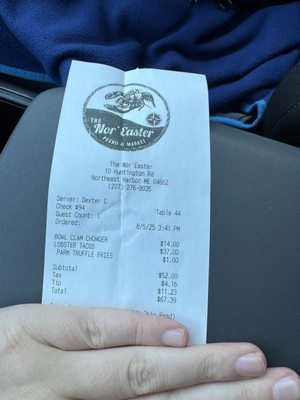 THE
Nor'Easter
POUND & MARKET
The Nor'Easter
10 Huntington Rd
Northeast Harbor ME 04662
(207) 276-8035
Server: Dexter C
Check #94 Table 44
Guest Count: 1
Ordered: 8/5/25 3:41 PM
BOWL CLAM CHOWDER $14.00
LOBSTER TACOS $37.00
PARM TRUFFLE FRIES $1.00
Subtotal $52.00
Tax $4.16
Tip $11.23
Total $67.39